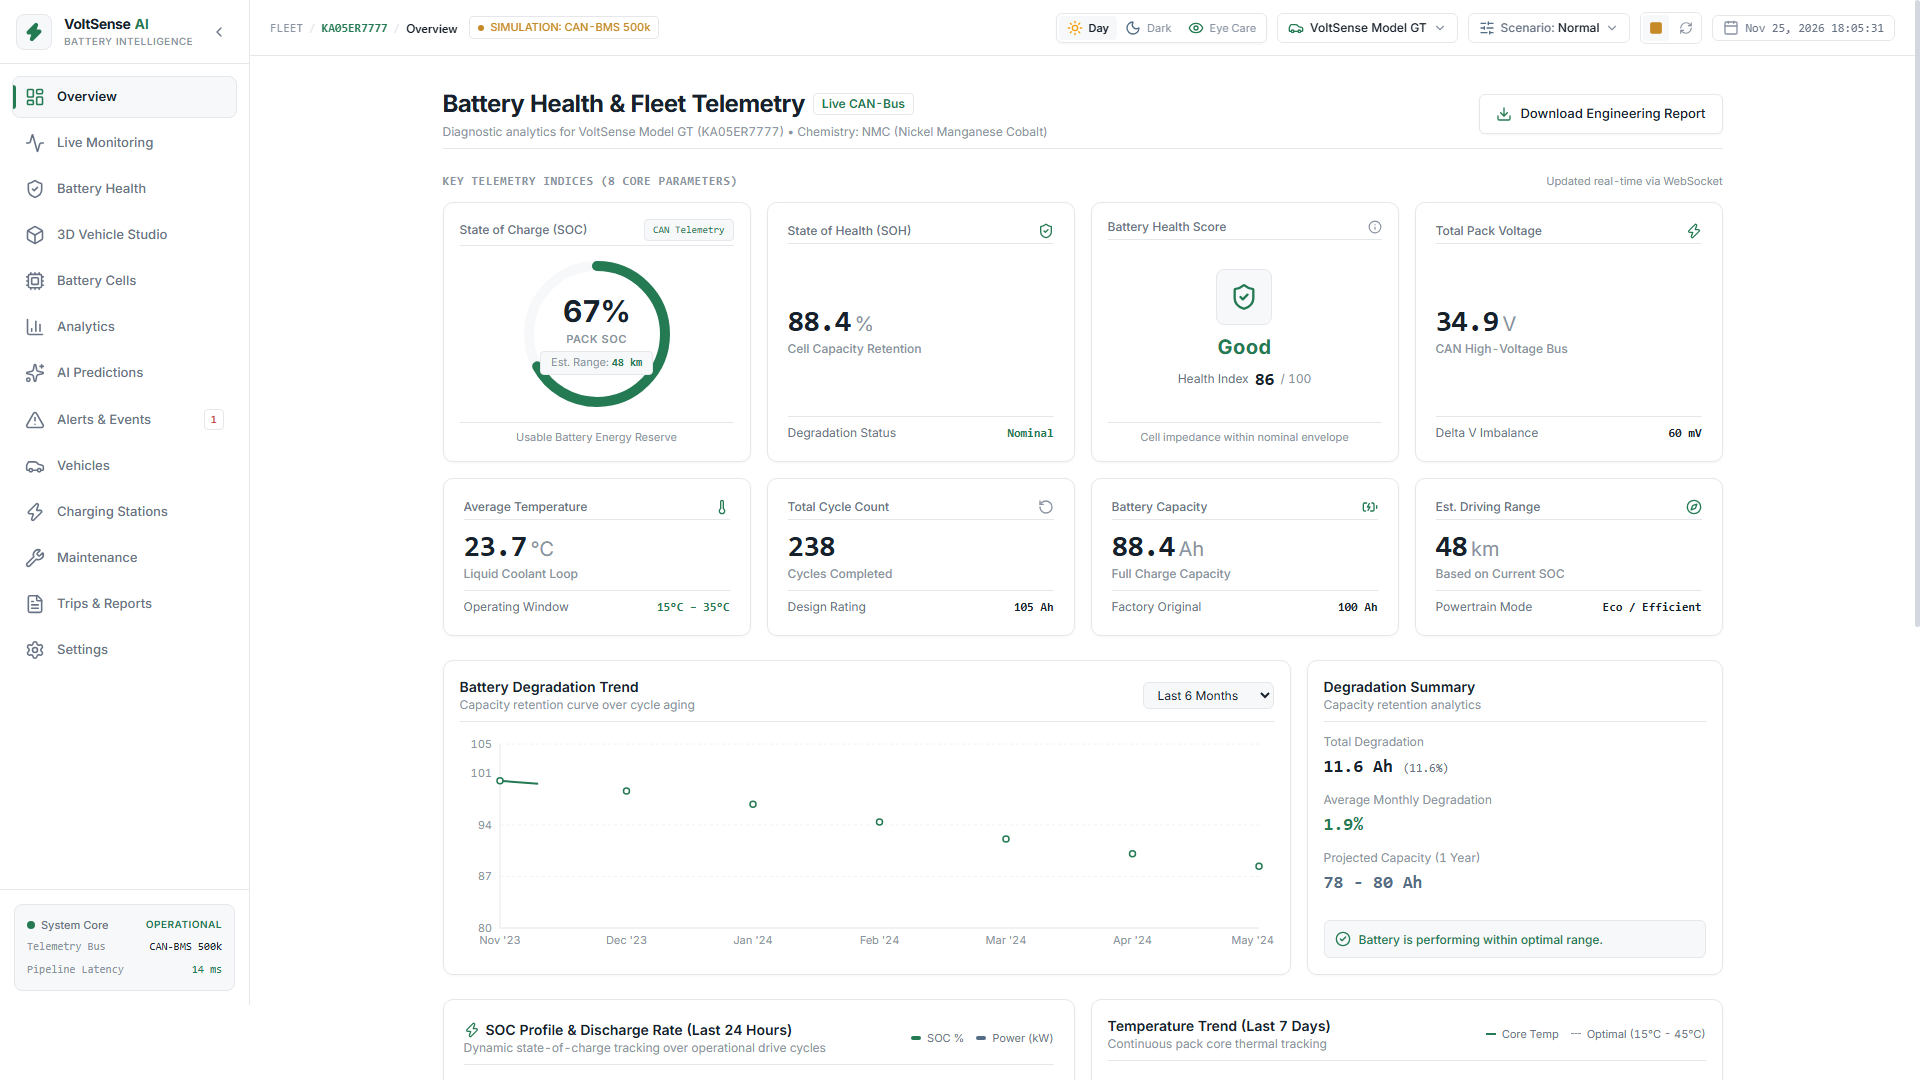 VoltSense AI
BATTERY INTELLIGENCE
Overview
Live Monitoring
Battery Health
3D Vehicle Studio
Battery Cells
Analytics
AI Predictions
Alerts & Events 1
Vehicles
Charging Stations
Maintenance
Trips & Reports
Settings
System Core OPERATIONAL
Telemetry Bus CAN-BMS 500k
Pipeline Latency 14 ms
FLEET / KA05ER7777 / Overview SIMULATION: CAN-BMS 500k
Day Dark Eye Care VoltSense Model GT Scenario: Normal Nov 25, 2026 18:05:31
Battery Health & Fleet Telemetry Live CAN-Bus
Diagnostic analytics for VoltSense Model GT (KA05ER7777) • Chemistry: NMC (Nickel Manganese Cobalt)
Download Engineering Report
KEY TELEMETRY INDICES (8 CORE PARAMETERS) Updated real-time via WebSocket
State of Charge (SOC) CAN Telemetry
67%
PACK SOC
Est. Range: 48 km
Usable Battery Energy Reserve
State of Health (SOH)
88.4 %
Cell Capacity Retention
Degradation Status Nominal
Battery Health Score
Good
Health Index 86 / 100
Cell impedance within nominal envelope
Total Pack Voltage
34.9 V
CAN High-Voltage Bus
Delta V Imbalance 60 mV
Average Temperature
23.7 °C
Liquid Coolant Loop
Operating Window 15°C – 35°C
Total Cycle Count
238
Cycles Completed
Design Rating 105 Ah
Battery Capacity
88.4 Ah
Full Charge Capacity
Factory Original 100 Ah
Est. Driving Range
48 km
Based on Current SOC
Powertrain Mode Eco / Efficient
Battery Degradation Trend
Capacity retention curve over cycle aging
Last 6 Months
105
101
94
87
80
Nov '23 Dec '23 Jan '24 Feb '24 Mar '24 Apr '24 May '24
Degradation Summary
Capacity retention analytics
Total Degradation
11.6 Ah (11.6%)
Average Monthly Degradation
1.9%
Projected Capacity (1 Year)
78 - 80 Ah
Battery is performing within optimal range.
SOC Profile & Discharge Rate (Last 24 Hours)
Dynamic state-of-charge tracking over operational drive cycles
SOC % Power (kW)
Temperature Trend (Last 7 Days)
Continuous pack core thermal tracking
Core Temp Optimal (15°C - 45°C)